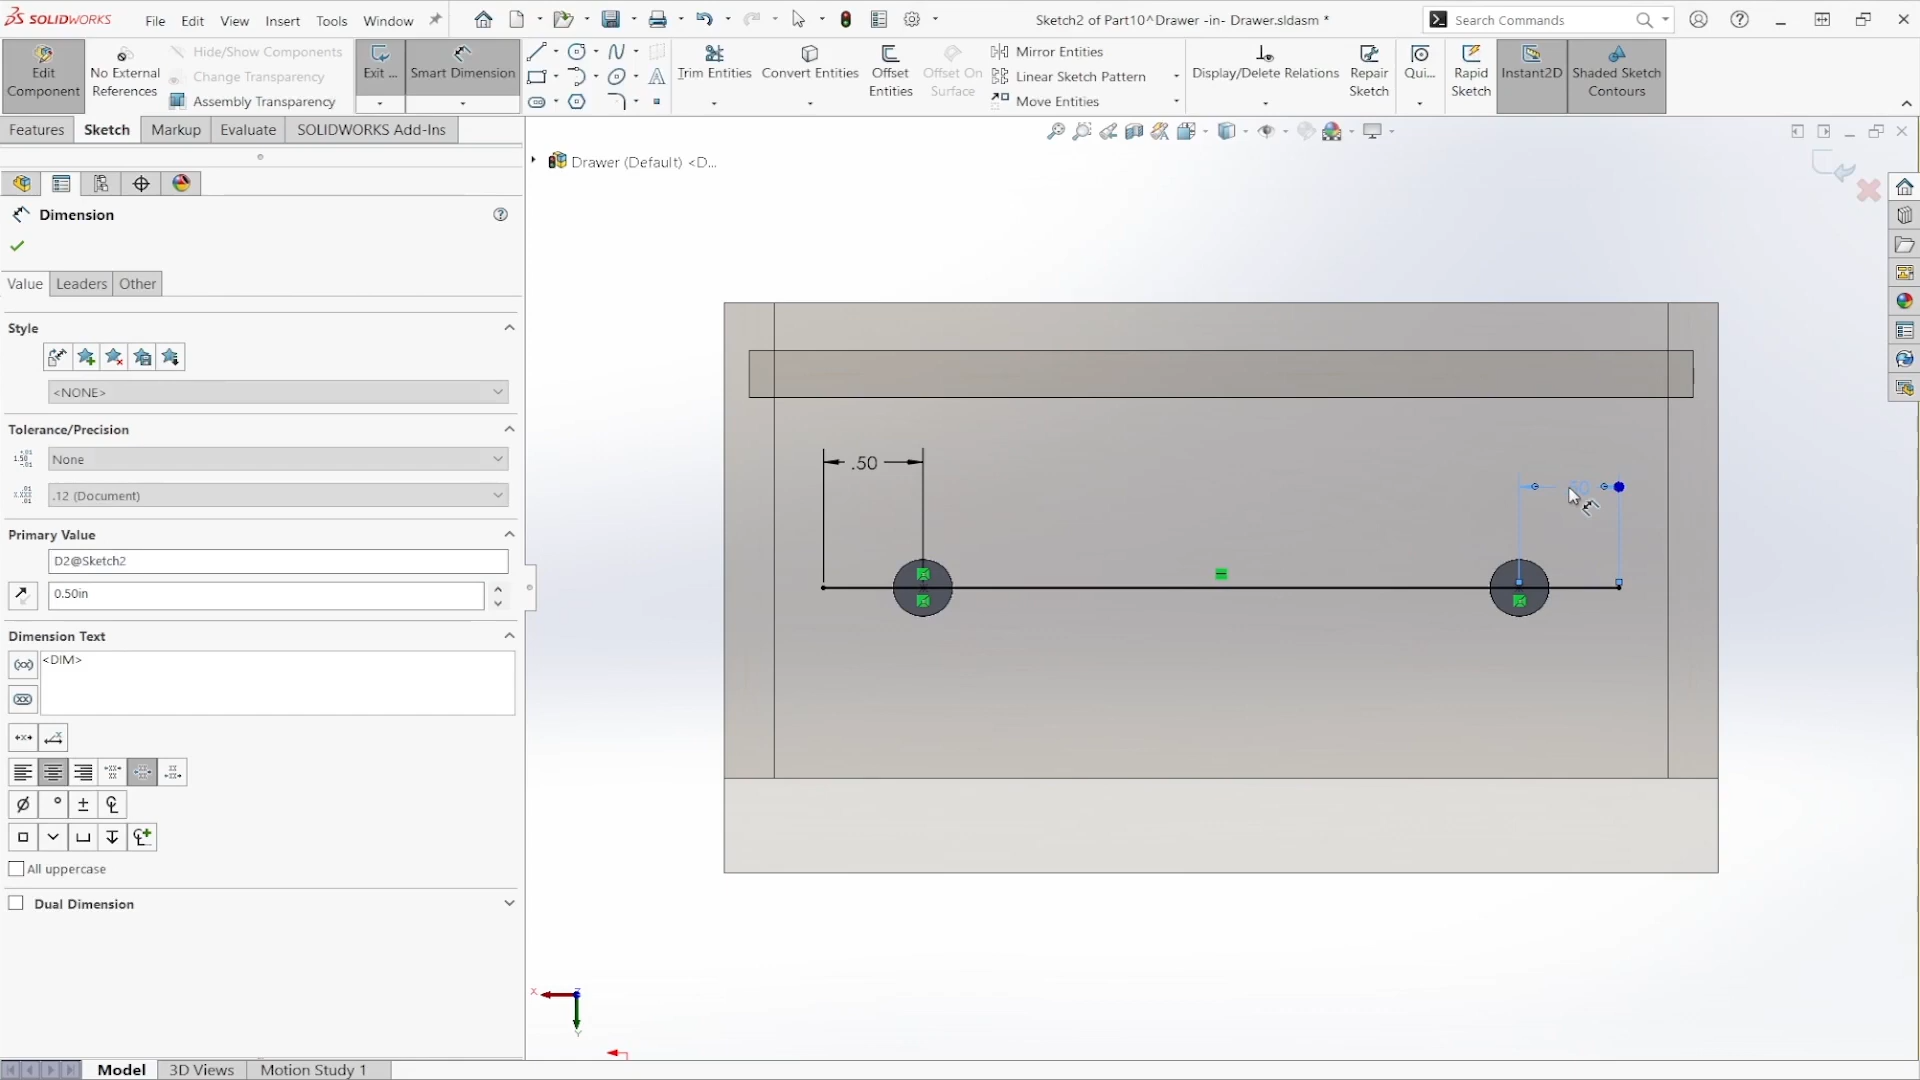 SOLIDWORKS
File Edit View Insert Tools Window
Sketch2 of Part10^Drawer -in- Drawer.sldasm *
Search Commands
Edit Component
No External References
Hide/Show Components
Change Transparency
Assembly Transparency
Exit ...
Smart Dimension
Trim Entities
Convert Entities
Offset Entities
Offset On Surface
Mirror Entities
Linear Sketch Pattern
Move Entities
Display/Delete Relations
Repair Sketch
Qui...
Rapid Sketch
Instant2D
Shaded Sketch Contours
Features Sketch Markup Evaluate SOLIDWORKS Add-Ins
Drawer (Default) <D...
Dimension
Value Leaders Other
Style
<NONE>
Tolerance/Precision
None
.12 (Document)
Primary Value
D2@Sketch2
0.50in
Dimension Text
<DIM>
All uppercase
Dual Dimension
.50
X
Z
Y
Model 3D Views Motion Study 1